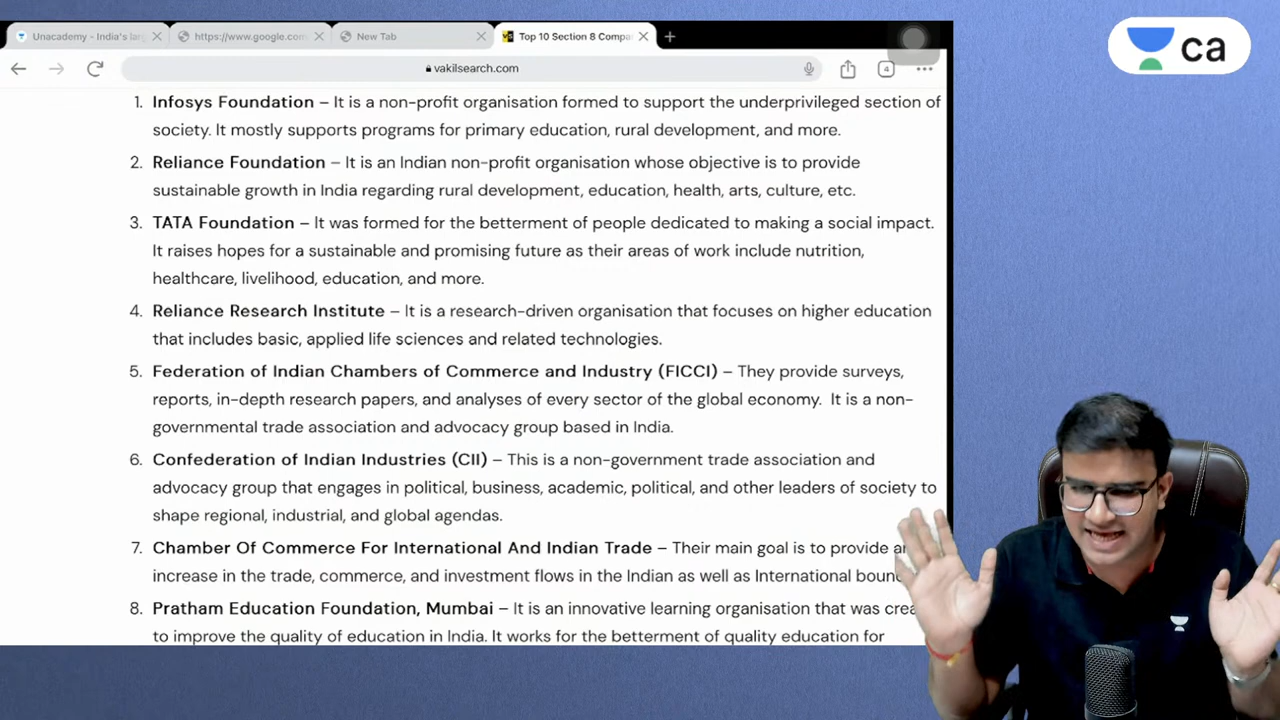 Unacademy - India's la
https://www.google.com
New Tab
Top 10 Section 8 Compa
ca
vakilsearch.com
4
1. Infosys Foundation – It is a non-profit organisation formed to support the underprivileged section of
society. It mostly supports programs for primary education, rural development, and more.
2. Reliance Foundation – It is an Indian non-profit organisation whose objective is to provide
sustainable growth in India regarding rural development, education, health, arts, culture, etc.
3. TATA Foundation – It was formed for the betterment of people dedicated to making a social impact.
It raises hopes for a sustainable and promising future as their areas of work include nutrition,
healthcare, livelihood, education, and more.
4. Reliance Research Institute – It is a research-driven organisation that focuses on higher education
that includes basic, applied life sciences and related technologies.
5. Federation of Indian Chambers of Commerce and Industry (FICCI) – They provide surveys,
reports, in-depth research papers, and analyses of every sector of the global economy. It is a non-
governmental trade association and advocacy group based in India.
6. Confederation of Indian Industries (CII) – This is a non-government trade association and
advocacy group that engages in political, business, academic, political, and other leaders of society to
shape regional, industrial, and global agendas.
7. Chamber Of Commerce For International And Indian Trade – Their main goal is to provide
increase in the trade, commerce, and investment flows in the Indian as well as International
8. Pratham Education Foundation, Mumbai – It is an innovative learning organisation that was
to improve the quality of education in India. It works for the betterment of quality education for